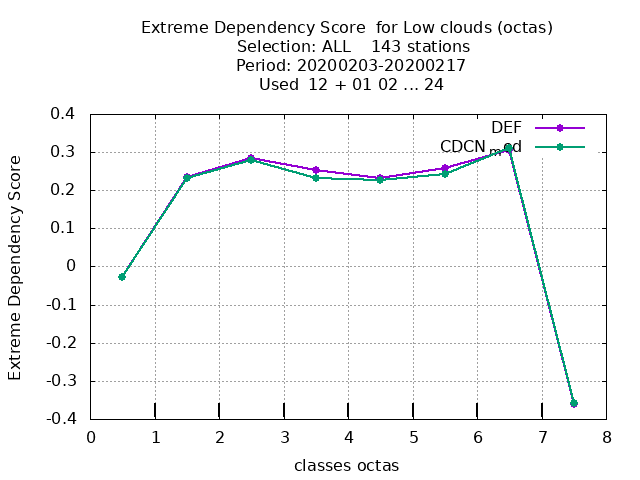 Extreme Dependency Score for Low clouds (octas)
Selection: ALL 143 stations
Period: 20200203-20200217
Used 12 + 01 02 ... 24
DEF
CDCNmod
0.4
0.3
0.2
0.1
0
-0.1
-0.2
-0.3
-0.4
Extreme Dependency Score
0 1 2 3 4 5 6 7 8
classes octas